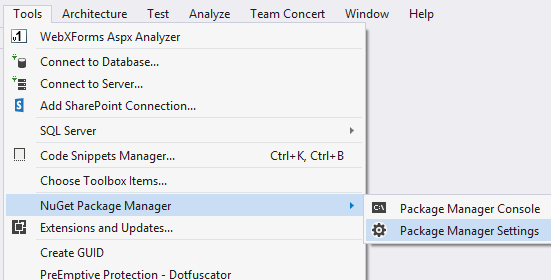 Tools Architecture Test Analyze Team Concert Window Help
WebXForms Aspx Analyzer
Connect to Database...
Connect to Server...
Add SharePoint Connection...
SQL Server
Code Snippets Manager... Ctrl+K, Ctrl+B
Choose Toolbox Items...
NuGet Package Manager
Package Manager Console
Extensions and Updates...
Package Manager Settings
Create GUID
PreEmptive Protection - Dotfuscator